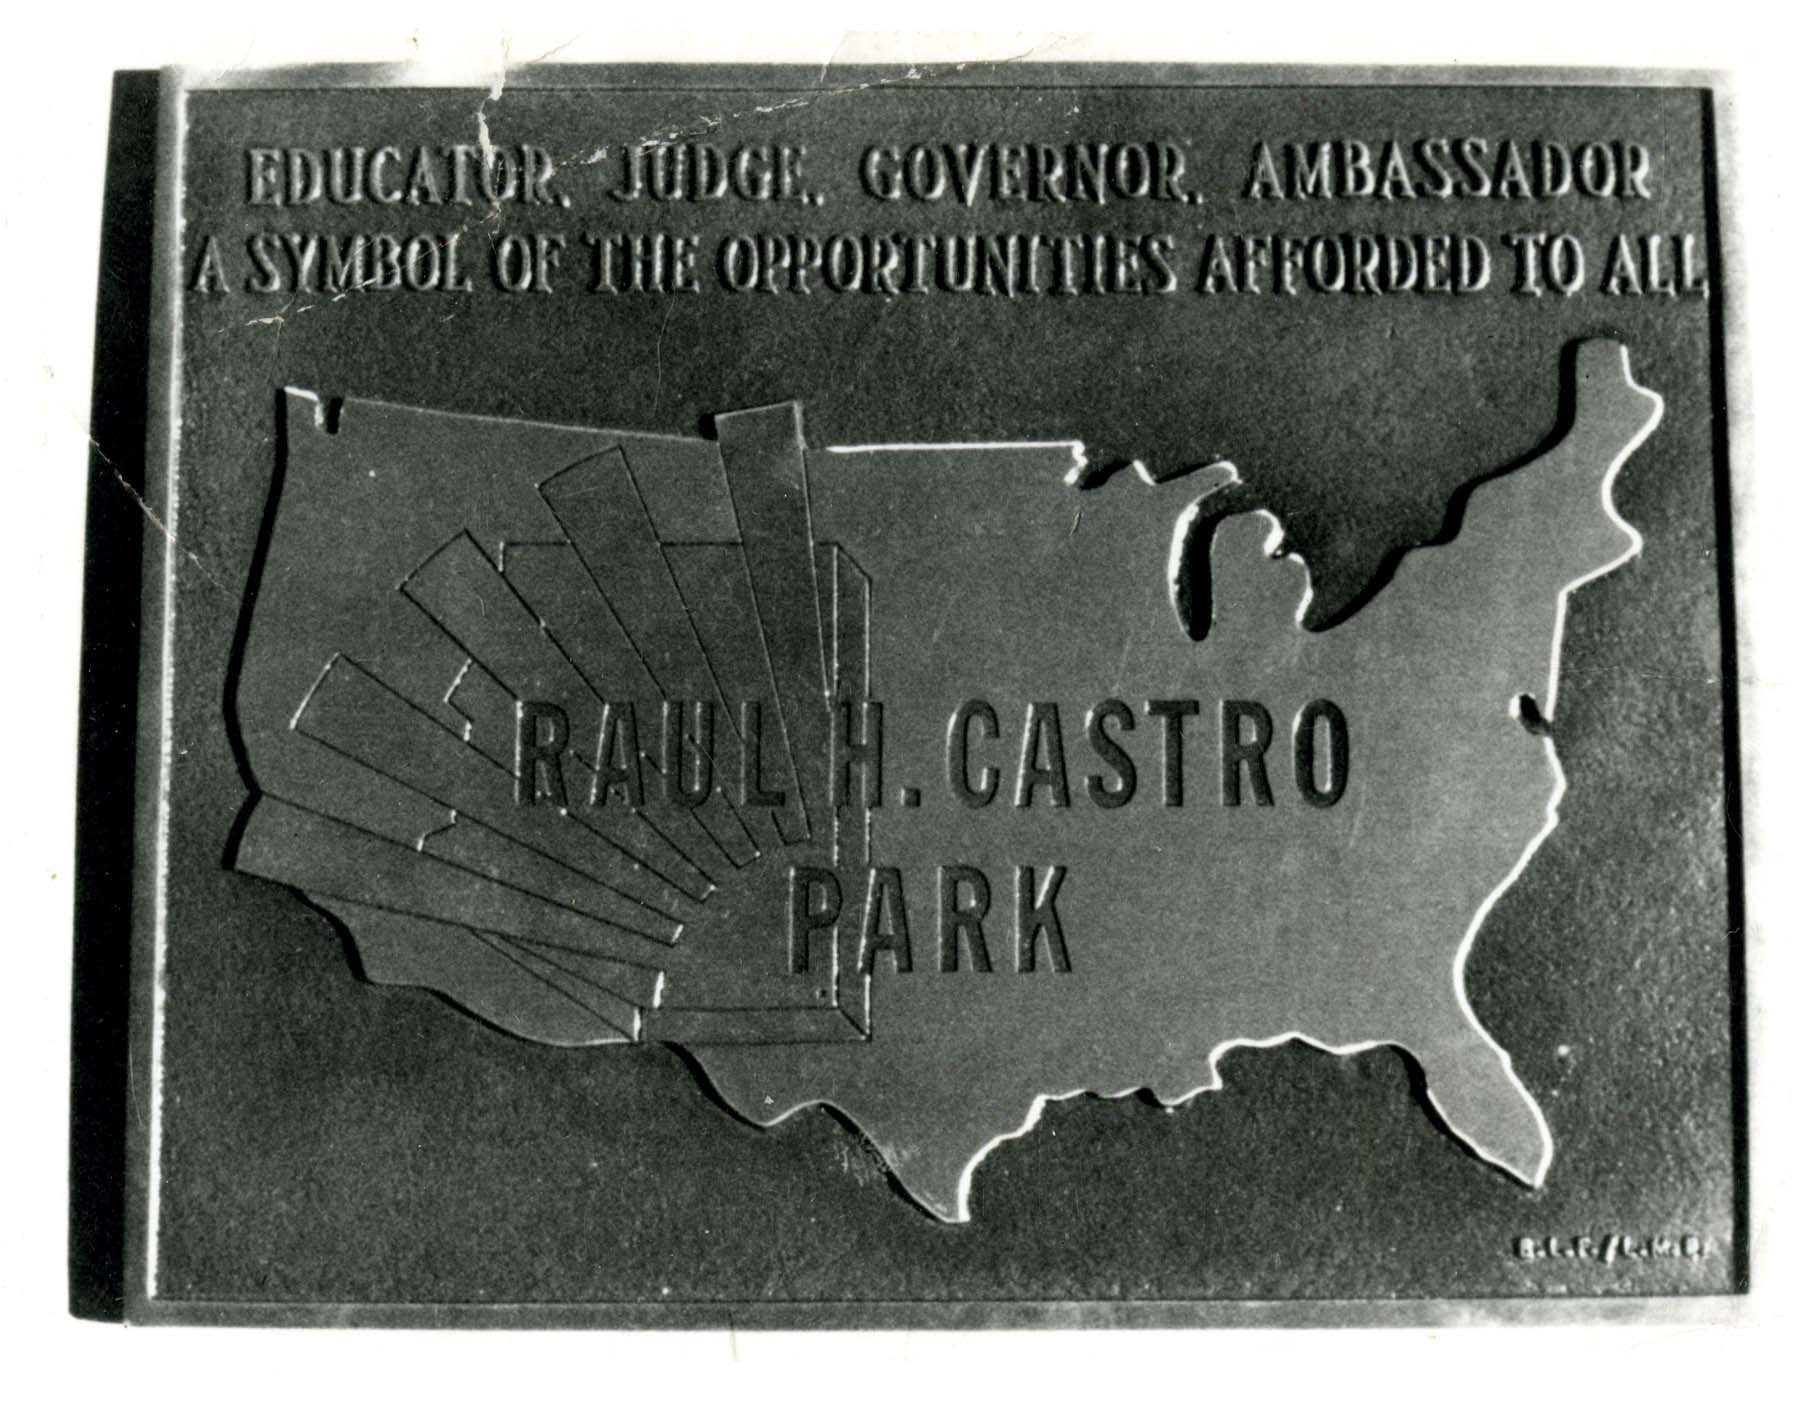 EDUCATOR, JUDGE, GOVERNOR, AMBASSADOR
A SYMBOL OF THE OPPORTUNITIES AFFORDED TO ALL
RAUL H. CASTRO
PARK